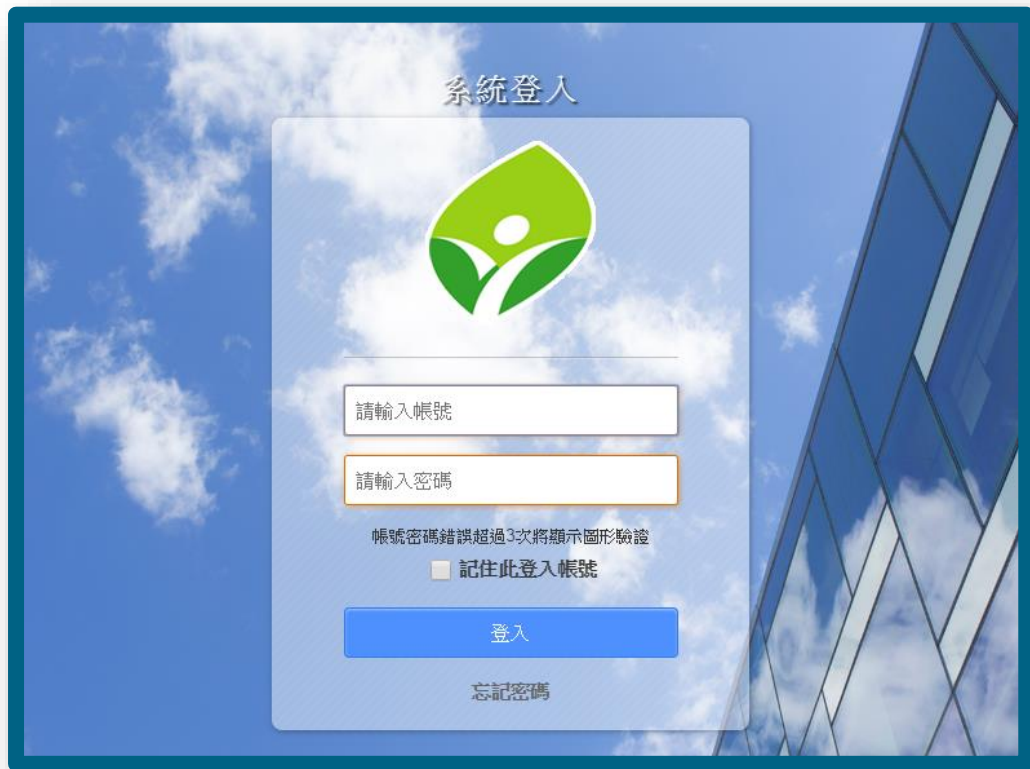 系統登入
請輸入帳號
請輸入密碼
帳號密碼錯誤超過3次將顯示圖形驗證
記住此登入帳號
登入
忘記密碼